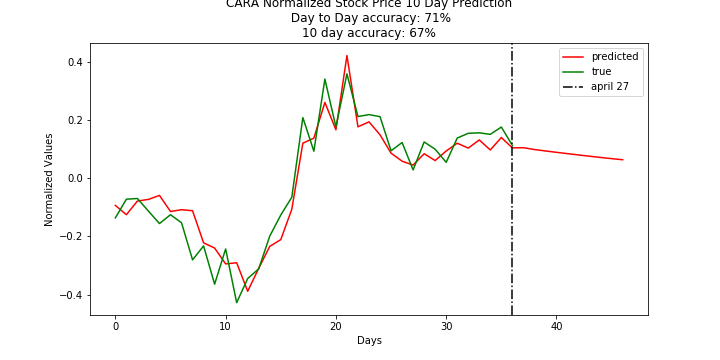 CARA Normalized Stock Price 10 Day Prediction
Day to Day accuracy: 71%
10 day accuracy: 67%
predicted
true
april 27
Normalized Values
0.4
0.2
0.0
−0.2
−0.4
0
10
20
30
40
Days